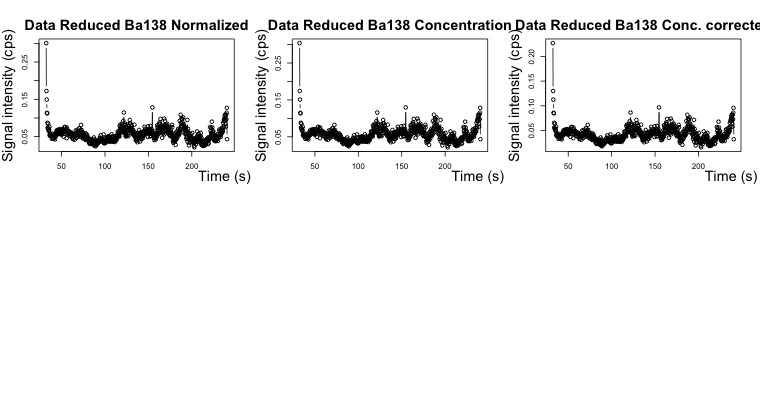 Data Reduced Ba138 Normalized
Signal intensity (cps)
0.05
0.15
0.25
50
100
150
200
Time (s)
Data Reduced Ba138 Concentration
Signal intensity (cps)
0.05
0.15
0.25
50
100
150
200
Time (s)
Data Reduced Ba138 Conc. correcte
Signal intensity (cps)
0.05
0.10
0.15
0.20
50
100
150
200
Time (s)